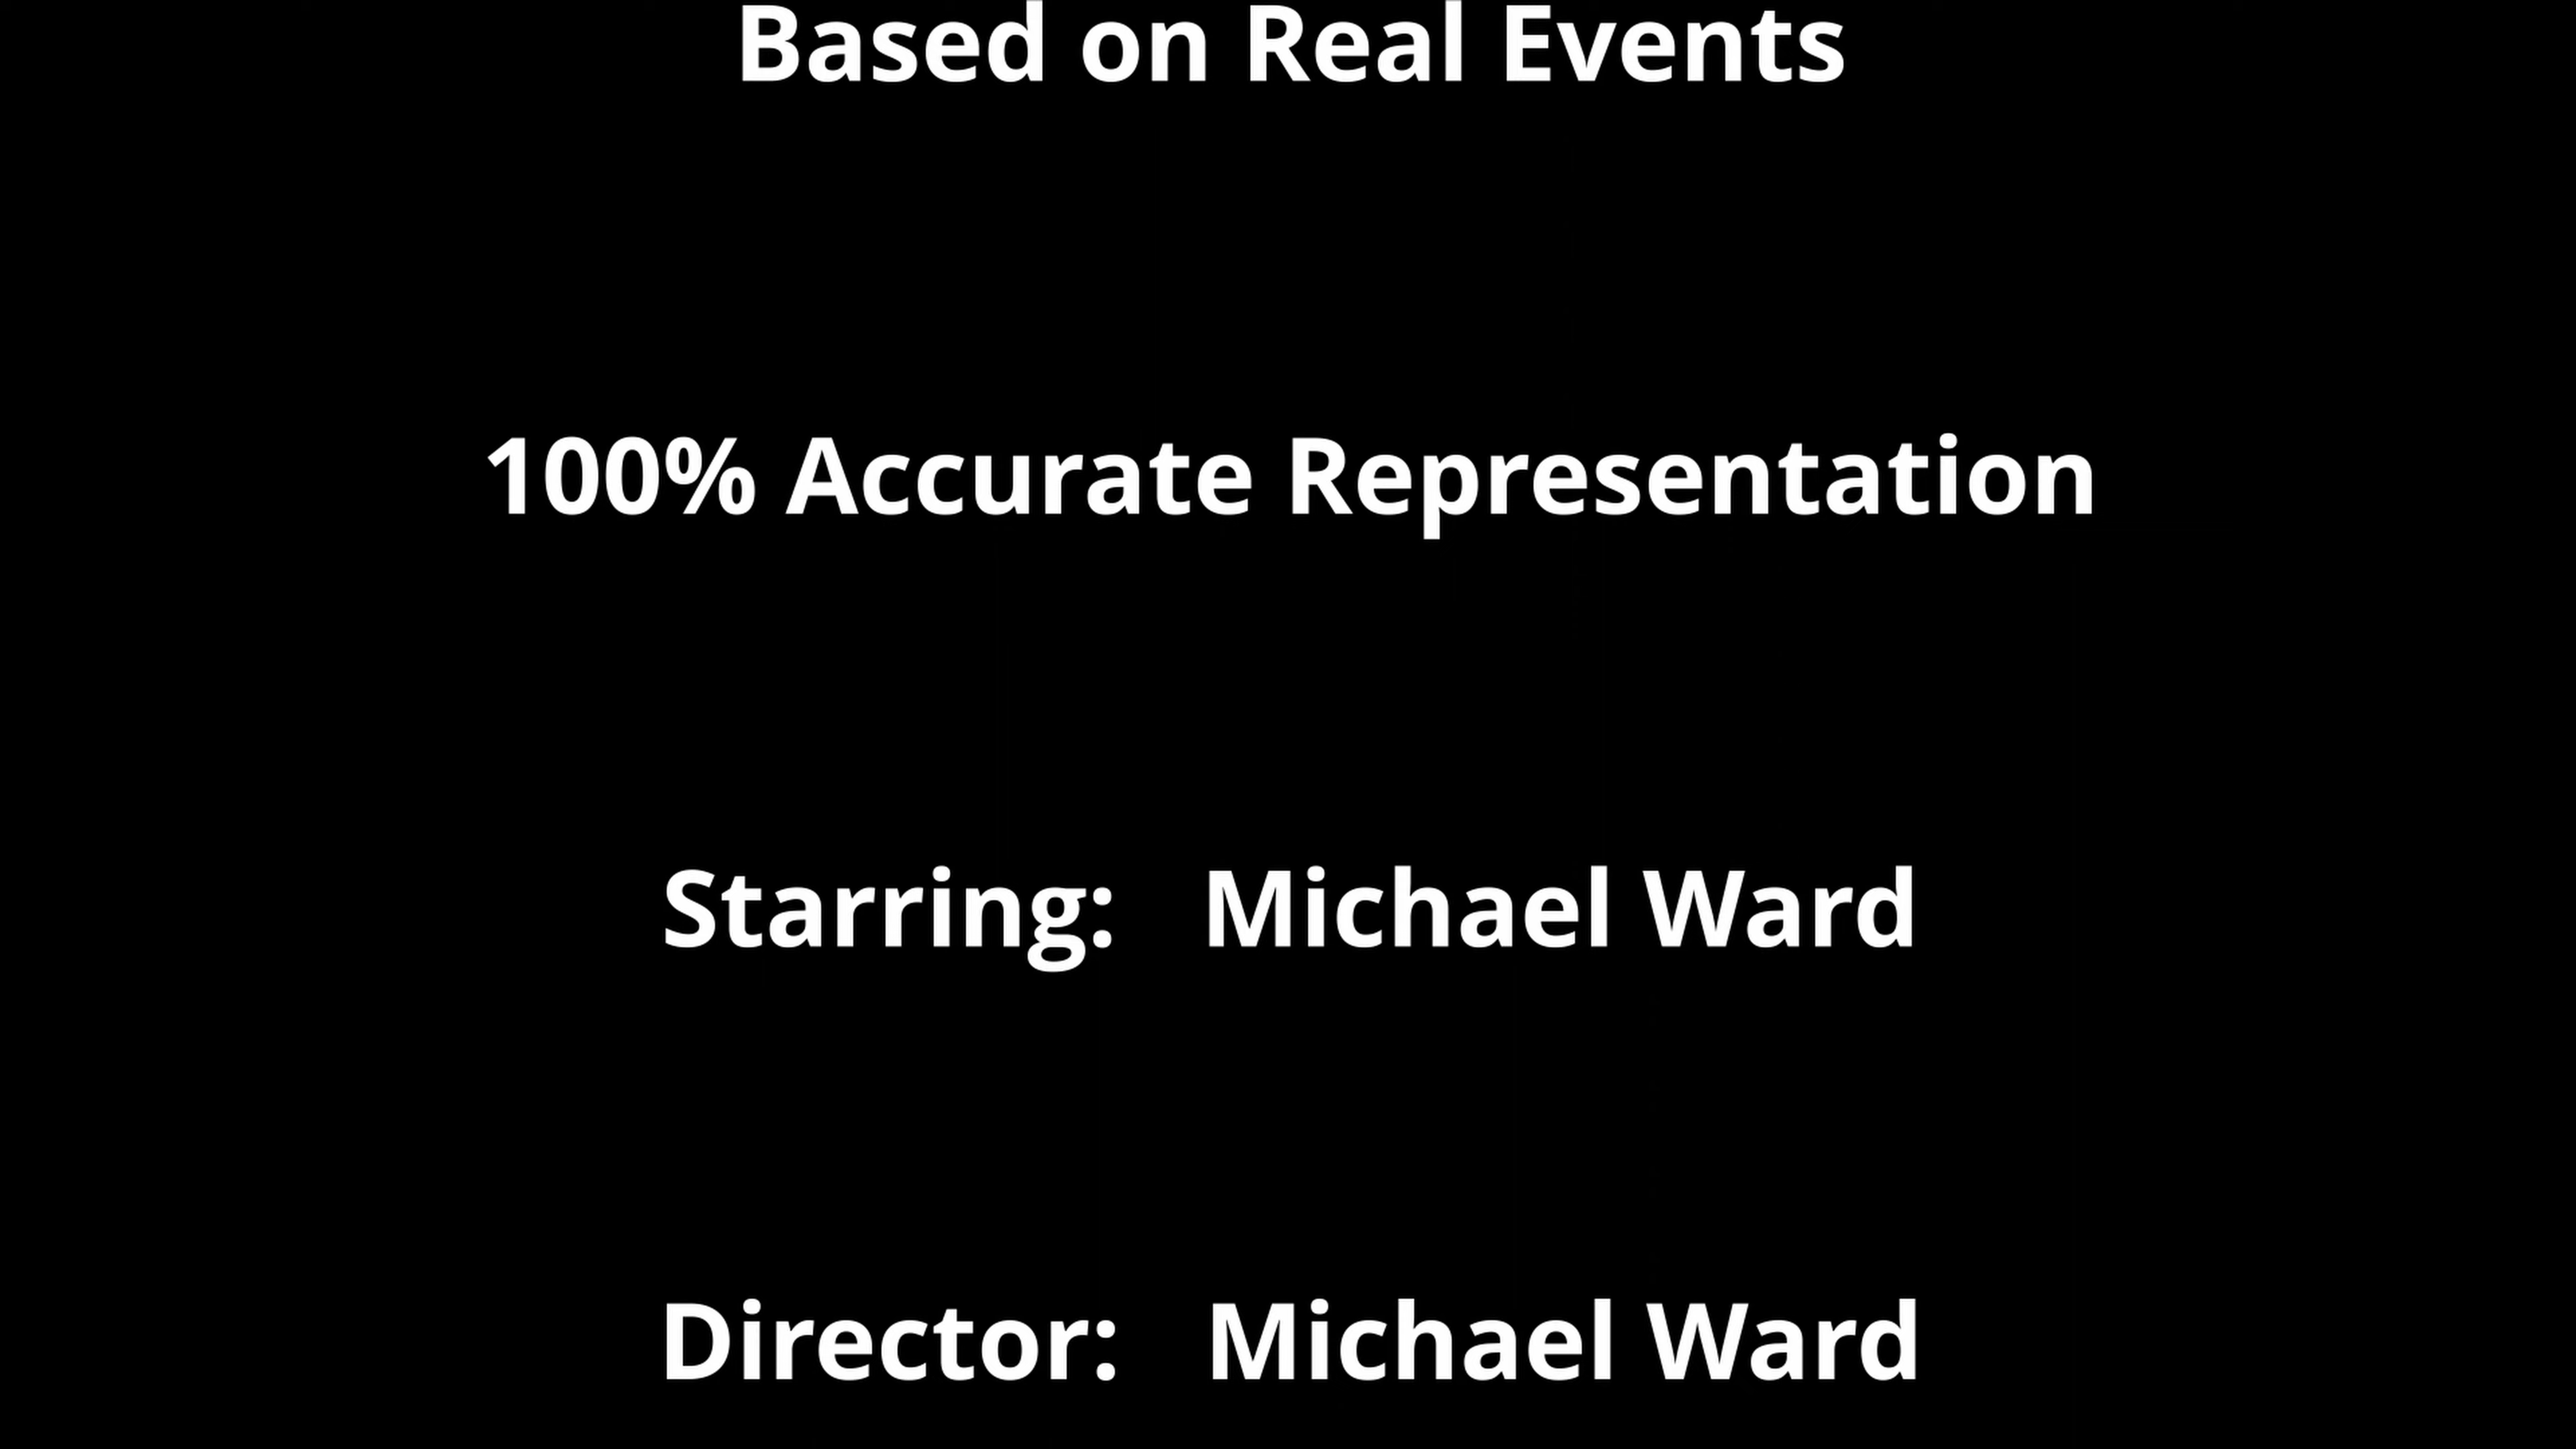 Based on Real Events
100% Accurate Representation
Starring: Michael Ward
Director: Michael Ward